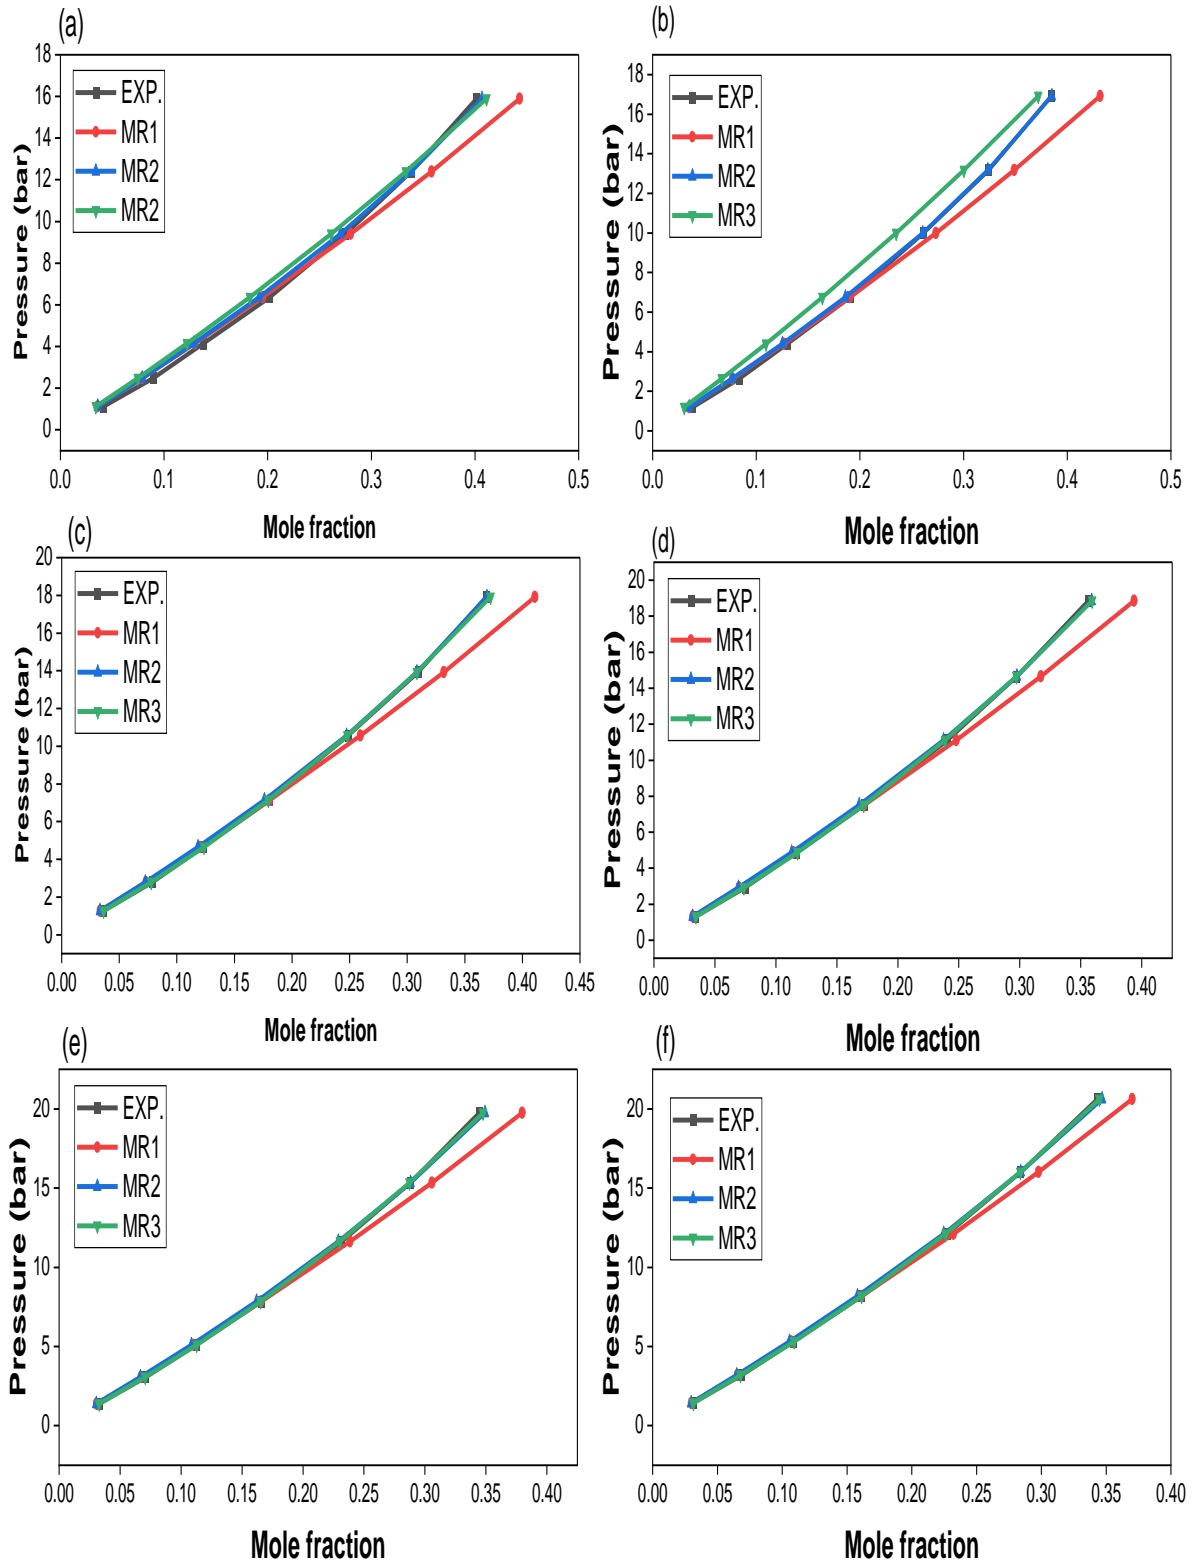 (a)
18
16
14
12
10
8
6
4
2
0
Pressure (bar)
EXP.
MR1
MR2
MR2
0.0 0.1 0.2 0.3 0.4 0.5
Mole fraction
(b)
18
16
14
12
10
8
6
4
2
0
Pressure (bar)
EXP.
MR1
MR2
MR3
0.0 0.1 0.2 0.3 0.4 0.5
Mole fraction
(c)
20
18
16
14
12
10
8
6
4
2
0
Pressure (bar)
EXP.
MR1
MR2
MR3
0.00 0.05 0.10 0.15 0.20 0.25 0.30 0.35 0.40 0.45
Mole fraction
(d)
20
18
16
14
12
10
8
6
4
2
0
Pressure (bar)
EXP.
MR1
MR2
MR3
0.00 0.05 0.10 0.15 0.20 0.25 0.30 0.35 0.40
Mole fraction
(e)
20
15
10
5
0
Pressure (bar)
EXP.
MR1
MR2
MR3
0.00 0.05 0.10 0.15 0.20 0.25 0.30 0.35 0.40
Mole fraction
(f)
20
15
10
5
0
Pressure (bar)
EXP.
MR1
MR2
MR3
0.00 0.05 0.10 0.15 0.20 0.25 0.30 0.35 0.40
Mole fraction